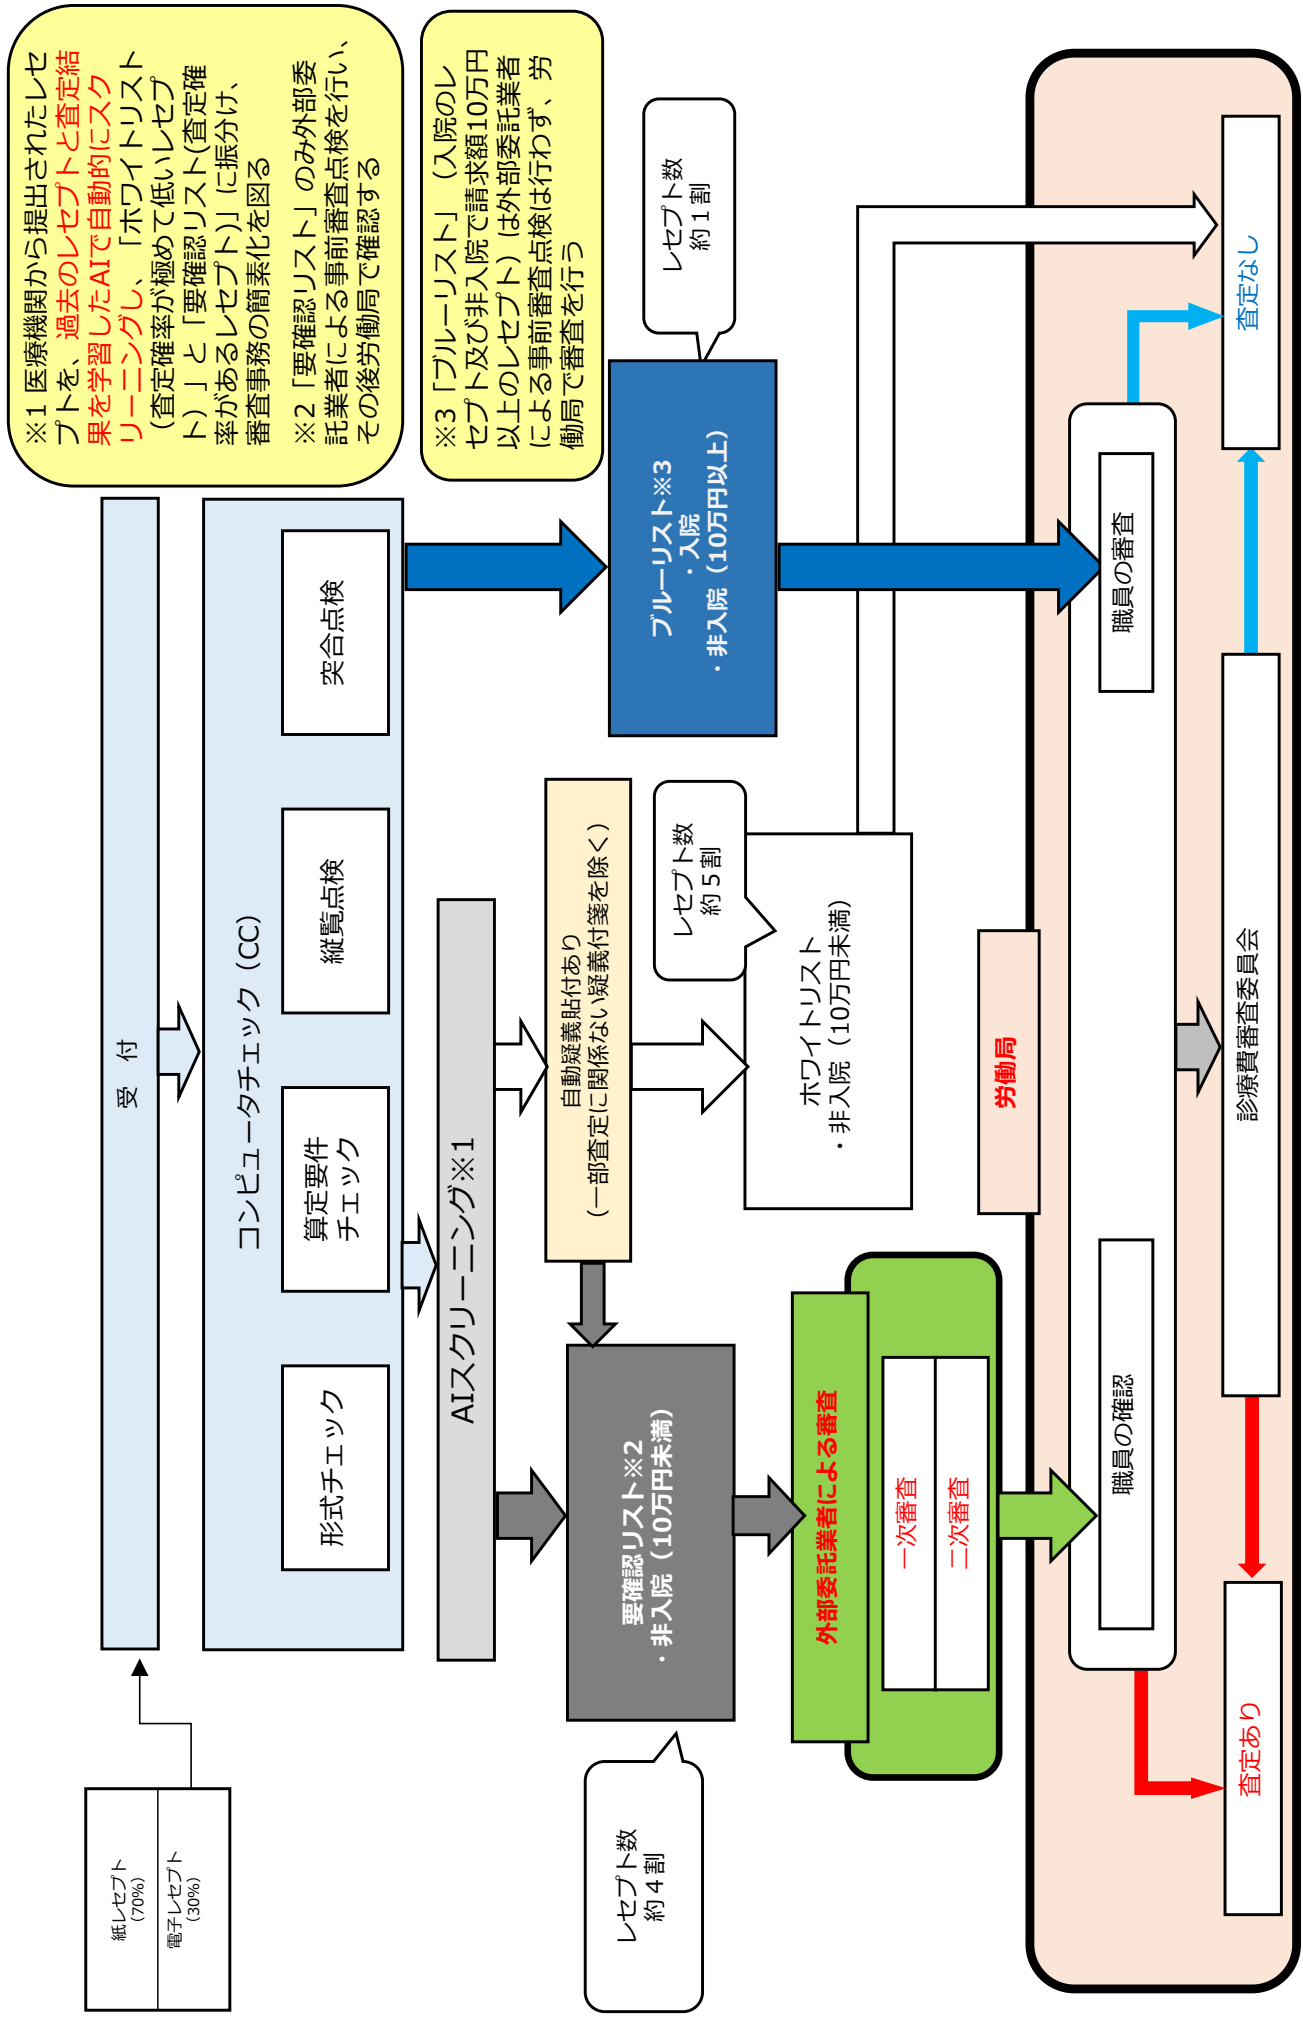 紙レセプト
(70%)
電子レセプト
(30%)
受　付
コンピュータチェック（CC）
形式チェック
算定要件
チェック
縦覧点検
突合点検
※1 医療機関から提出されたレセ
プトを、過去のレセプトと査定結
果を学習したAIで自動的にスク
リーニングし、「ホワイトリスト
（査定確率が極めて低いレセプ
ト）」と「要確認リスト(査定確
率があるレセプト)」に振分け、
審査事務の簡素化を図る
※2「要確認リスト」のみ外部委
託業者による事前審査点検を行い、
その後労働局で確認する
※3「ブルーリスト」（入院のレ
セプト及び非入院で請求額10万円
以上のレセプト）は外部委託業者
による事前審査点検は行わず、労
働局で審査を行う
AIスクリーニング※1
自動疑義貼付あり
（一部査定に関係ない疑義付箋を除く）
レセプト数
約４割
要確認リスト※2
・非入院（10万円未満）
レセプト数
約５割
ホワイトリスト
・非入院（10万円未満）
レセプト数
約１割
ブルーリスト※3
・入院
・非入院（10万円以上）
外部委託業者による審査
一次審査
二次審査
労働局
職員の確認
職員の審査
査定あり
診療費審査委員会
査定なし